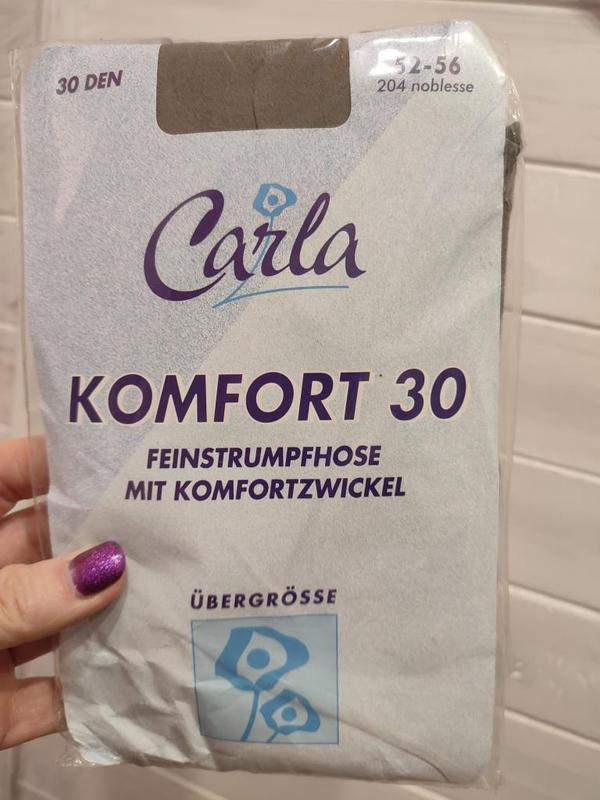 30 DEN
52-56
204 noblesse
Carla
KOMFORT 30
FEINSTRUMPFHOSE
MIT KOMFORTZWICKEL
ÜBERGRÖSSE